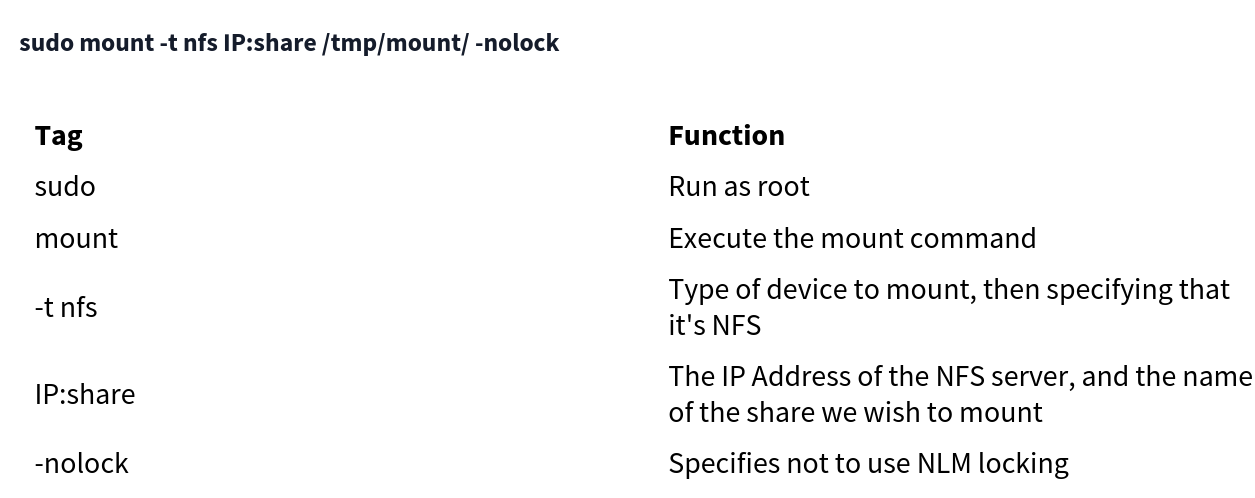 sudo mount -t nfs IP:share /tmp/mount/ -nolock
Tag Function
sudo Run as root
mount Execute the mount command
-t nfs Type of device to mount, then specifying that
it's NFS
IP:share The IP Address of the NFS server, and the name
of the share we wish to mount
-nolock Specifies not to use NLM locking